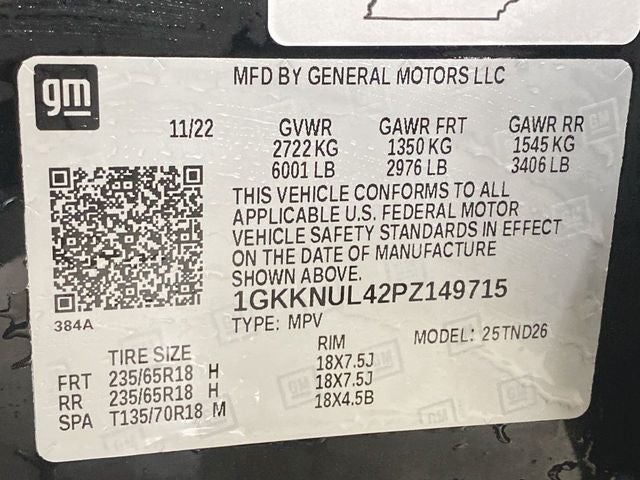 gm
MFD BY GENERAL MOTORS LLC
11/22 GVWR GAWR FRT GAWR RR
2722 KG 1350 KG 1545 KG
6001 LB 2976 LB 3406 LB
THIS VEHICLE CONFORMS TO ALL
APPLICABLE U.S. FEDERAL MOTOR
VEHICLE SAFETY STANDARDS IN EFFECT
ON THE DATE OF MANUFACTURE
SHOWN ABOVE.
1GKKNUL42PZ149715
384A
TYPE: MPV MODEL: 25TND26
TIRE SIZE RIM
FRT 235/65R18 H 18X7.5J
RR 235/65R18 H 18X7.5J
SPA T135/70R18 M 18X4.5B